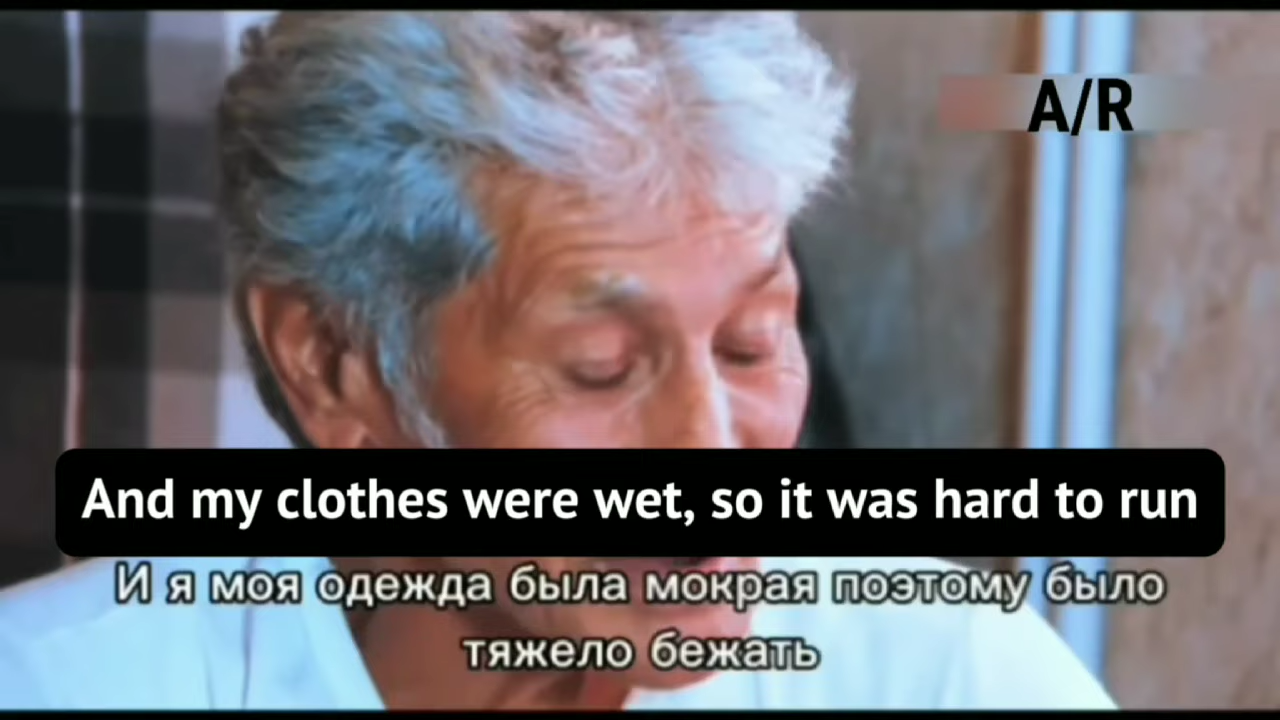 A/R
And my clothes were wet, so it was hard to run
И я моя одежда была мокрая поэтому было
тяжело бежать